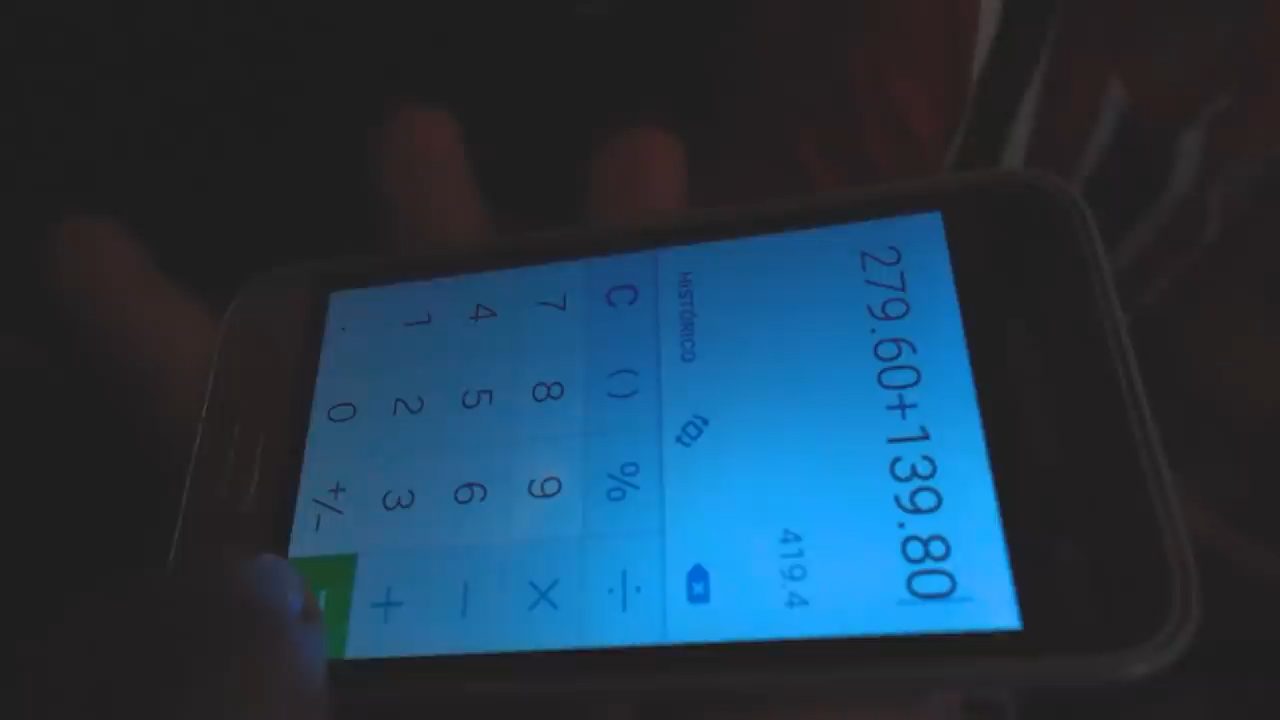 279.60+139.80
419.4
HISTÓRICO
C () % ÷
7 8 9 ×
4 5 6 −
1 2 3 +
. 0 +/−